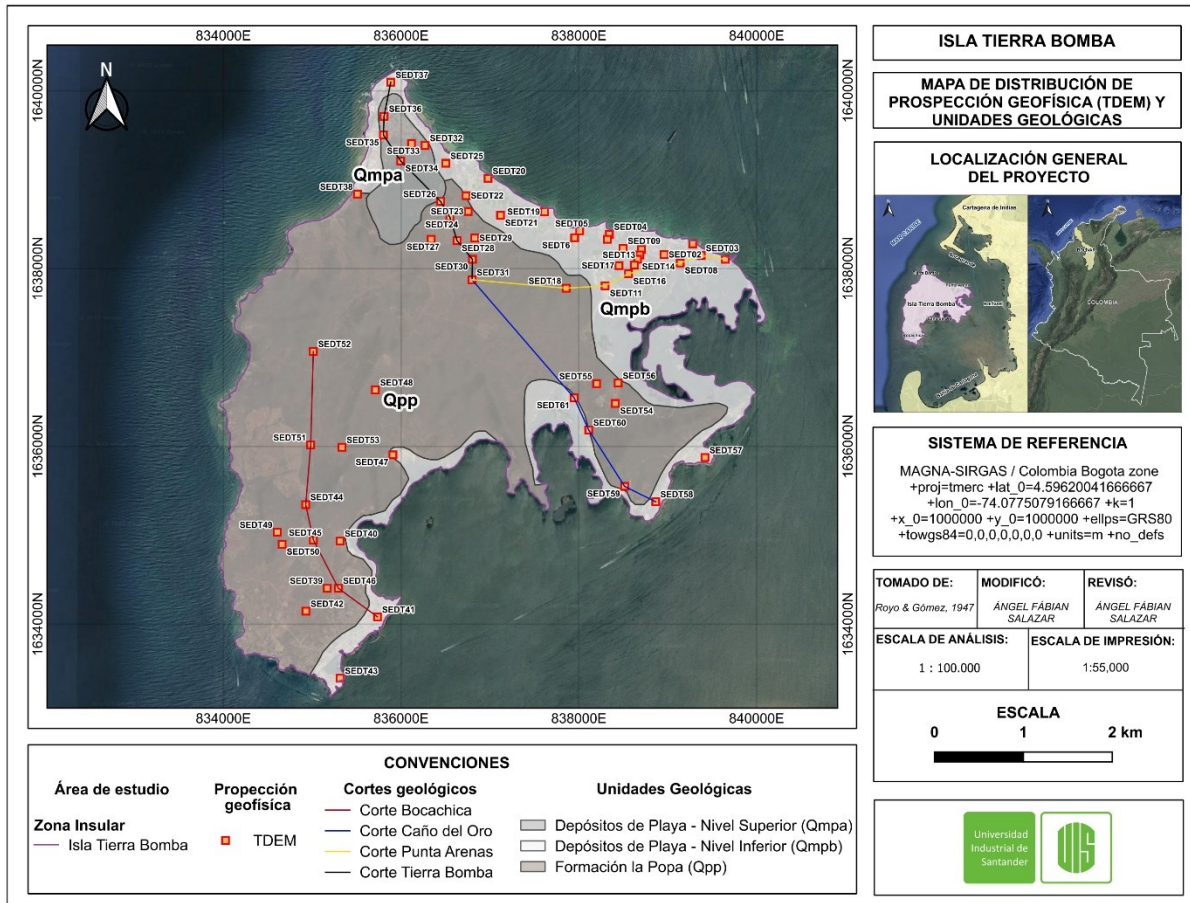 834000E
836000E
838000E
840000E
1640000N
1638000N
1636000N
1634000N
1640000N
1638000N
1636000N
1634000N
834000E
836000E
838000E
840000E
N
SEDT37
SEDT36
SEDT35
SEDT33
SEDT32
SEDT34
SEDT25
Qmpa
SEDT20
SEDT38
SEDT26
SEDT22
SEDT23
SEDT24
SEDT19
SEDT21
SEDT05
SEDT04
SEDT27
SEDT29
SEDT28
SEDT6
SEDT09
SEDT03
SEDT13
SEDT02
SEDT30
SEDT31
SEDT17
SEDT14
SEDT08
SEDT18
SEDT16
SEDT11
Qmpb
SEDT52
SEDT48
Qpp
SEDT55
SEDT56
SEDT61
SEDT54
SEDT60
SEDT51
SEDT53
SEDT47
SEDT57
SEDT59
SEDT58
SEDT44
SEDT49
SEDT45
SEDT40
SEDT50
SEDT39
SEDT46
SEDT42
SEDT41
SEDT43
CONVENCIONES
Área de estudio
Zona Insular
Isla Tierra Bomba
Propección
geofísica
TDEM
Cortes geológicos
Corte Bocachica
Corte Caño del Oro
Corte Punta Arenas
Corte Tierra Bomba
Unidades Geológicas
Depósitos de Playa - Nivel Superior (Qmpa)
Depósitos de Playa - Nivel Inferior (Qmpb)
Formación la Popa (Qpp)
ISLA TIERRA BOMBA
MAPA DE DISTRIBUCIÓN DE
PROSPECCIÓN GEOFÍSICA (TDEM) Y
UNIDADES GEOLÓGICAS
LOCALIZACIÓN GENERAL
DEL PROYECTO
Cartagena de Indias
MAR CARIBE
Isla Tierra Bomba
COLOMBIA
SISTEMA DE REFERENCIA
MAGNA-SIRGAS / Colombia Bogota zone
+proj=tmerc +lat_0=4.59620041666667
+lon_0=-74.0775079166667 +k=1
+x_0=1000000 +y_0=1000000 +ellps=GRS80
+towgs84=0,0,0,0,0,0,0 +units=m +no_defs
TOMADO DE:
Royo & Gómez, 1947
MODIFICÓ:
ÁNGEL FÁBIAN
SALAZAR
REVISÓ:
ÁNGEL FÁBIAN
SALAZAR
ESCALA DE ANÁLISIS:
1 : 100.000
ESCALA DE IMPRESIÓN:
1:55,000
ESCALA
0 1 2 km
Universidad
Industrial de
Santander